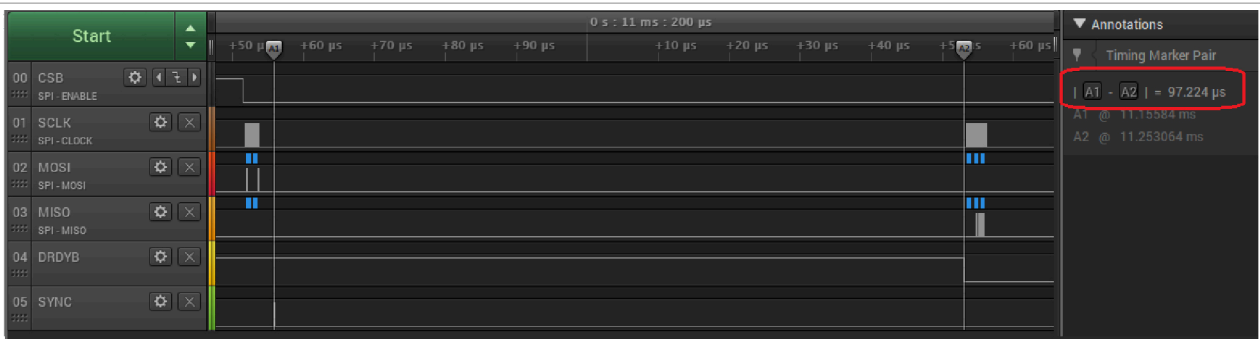 Start
0 s : 11 ms : 200 µs
+50 µ A1 +60 µs +70 µs +80 µs +90 µs +10 µs +20 µs +30 µs +40 µs +5 A2 s +60 µs
Annotations
Timing Marker Pair
| A1 - A2 | = 97.224 µs
A1 @ 11.15584 ms
A2 @ 11.253064 ms
00 CSB
SPI - ENABLE
01 SCLK
SPI - CLOCK
02 MOSI
SPI - MOSI
03 MISO
SPI - MISO
04 DRDYB
05 SYNC